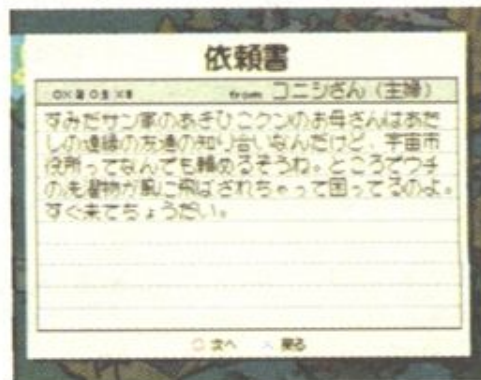 依頼書
○×年○月×日 from コニシさん（主婦）
すみだサン家のあきひこクンのお母さんはあた
しの遠縁の友達の知り合いなんだけど、宇宙市
役所ってなんでも頼めるそうね。ところでウチ
の洗濯物が風に飛ばされちゃって困ってるのよ。
すぐ来てちょうだい。
○ 次へ × 戻る